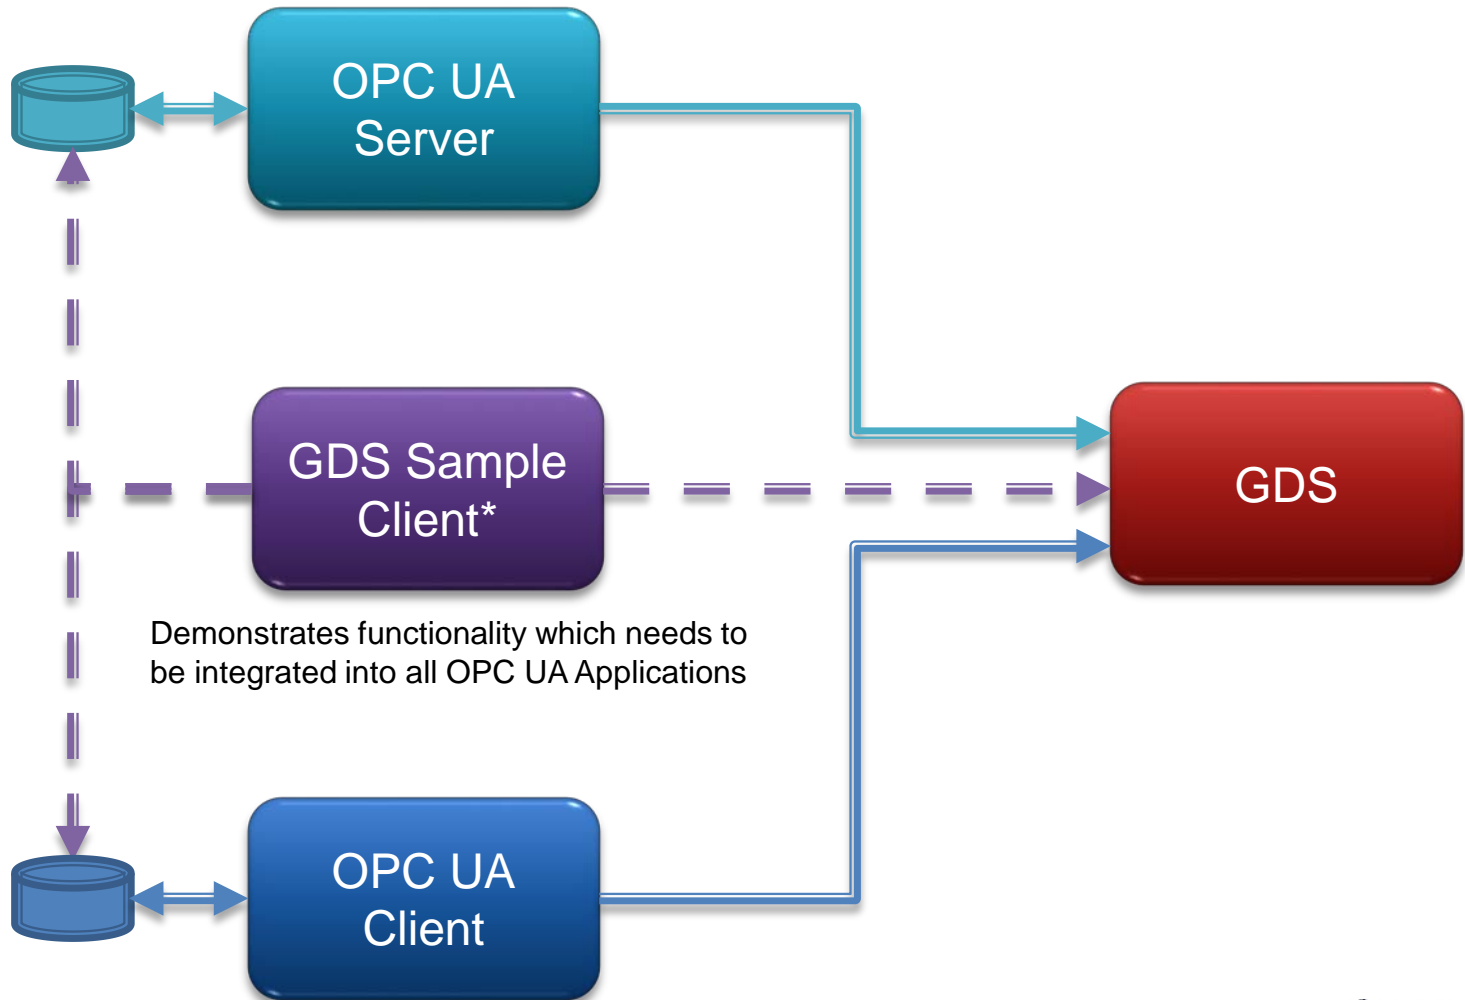 OPC UA
Server
GDS Sample
Client*
GDS
Demonstrates functionality which needs to
be integrated into all OPC UA Applications
OPC UA
Client